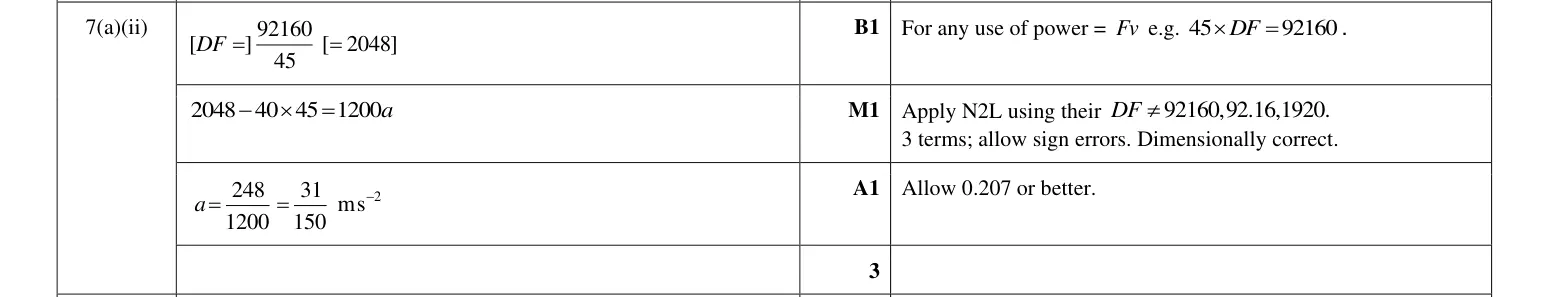 7(a)(ii)
[DF =] 92160/45 [= 2048]
B1
For any use of power = Fv e.g. 45 × DF = 92160 .
2048 − 40 × 45 = 1200a
M1
Apply N2L using their DF ≠ 92160, 92.16, 1920.
3 terms; allow sign errors. Dimensionally correct.
a = 248/1200 = 31/150 ms⁻²
A1
Allow 0.207 or better.
3